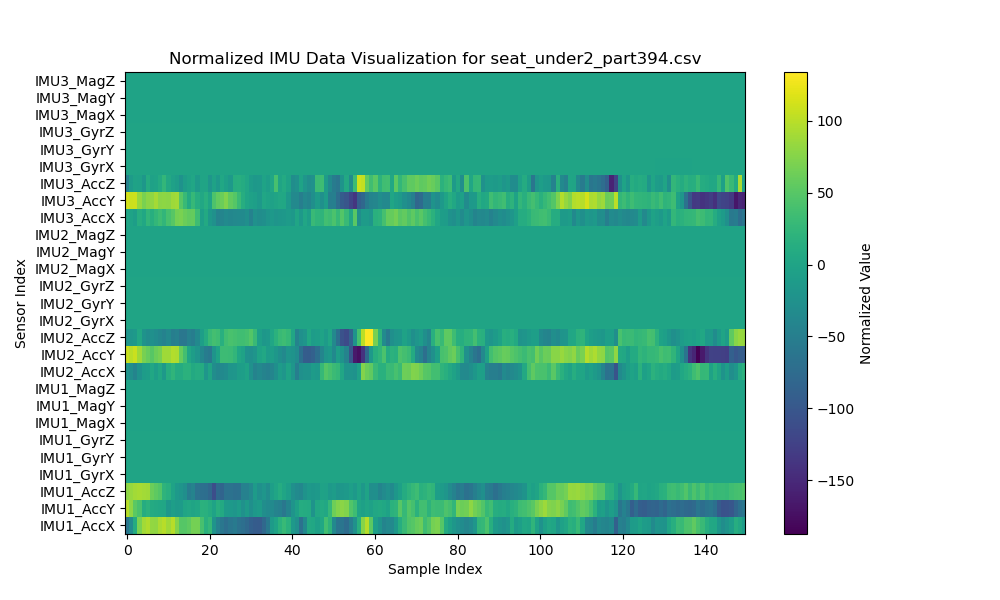 Normalized IMU Data Visualization for seat_under2_part394.csv
IMU3_MagZ
IMU3_MagY
IMU3_MagX
IMU3_GyrZ
IMU3_GyrY
IMU3_GyrX
IMU3_AccZ
IMU3_AccY
IMU3_AccX
IMU2_MagZ
IMU2_MagY
IMU2_MagX
IMU2_GyrZ
IMU2_GyrY
IMU2_GyrX
IMU2_AccZ
IMU2_AccY
IMU2_AccX
IMU1_MagZ
IMU1_MagY
IMU1_MagX
IMU1_GyrZ
IMU1_GyrY
IMU1_GyrX
IMU1_AccZ
IMU1_AccY
IMU1_AccX
Sensor Index
0 20 40 60 80 100 120 140
Sample Index
100
50
0
−50
−100
−150
Normalized Value